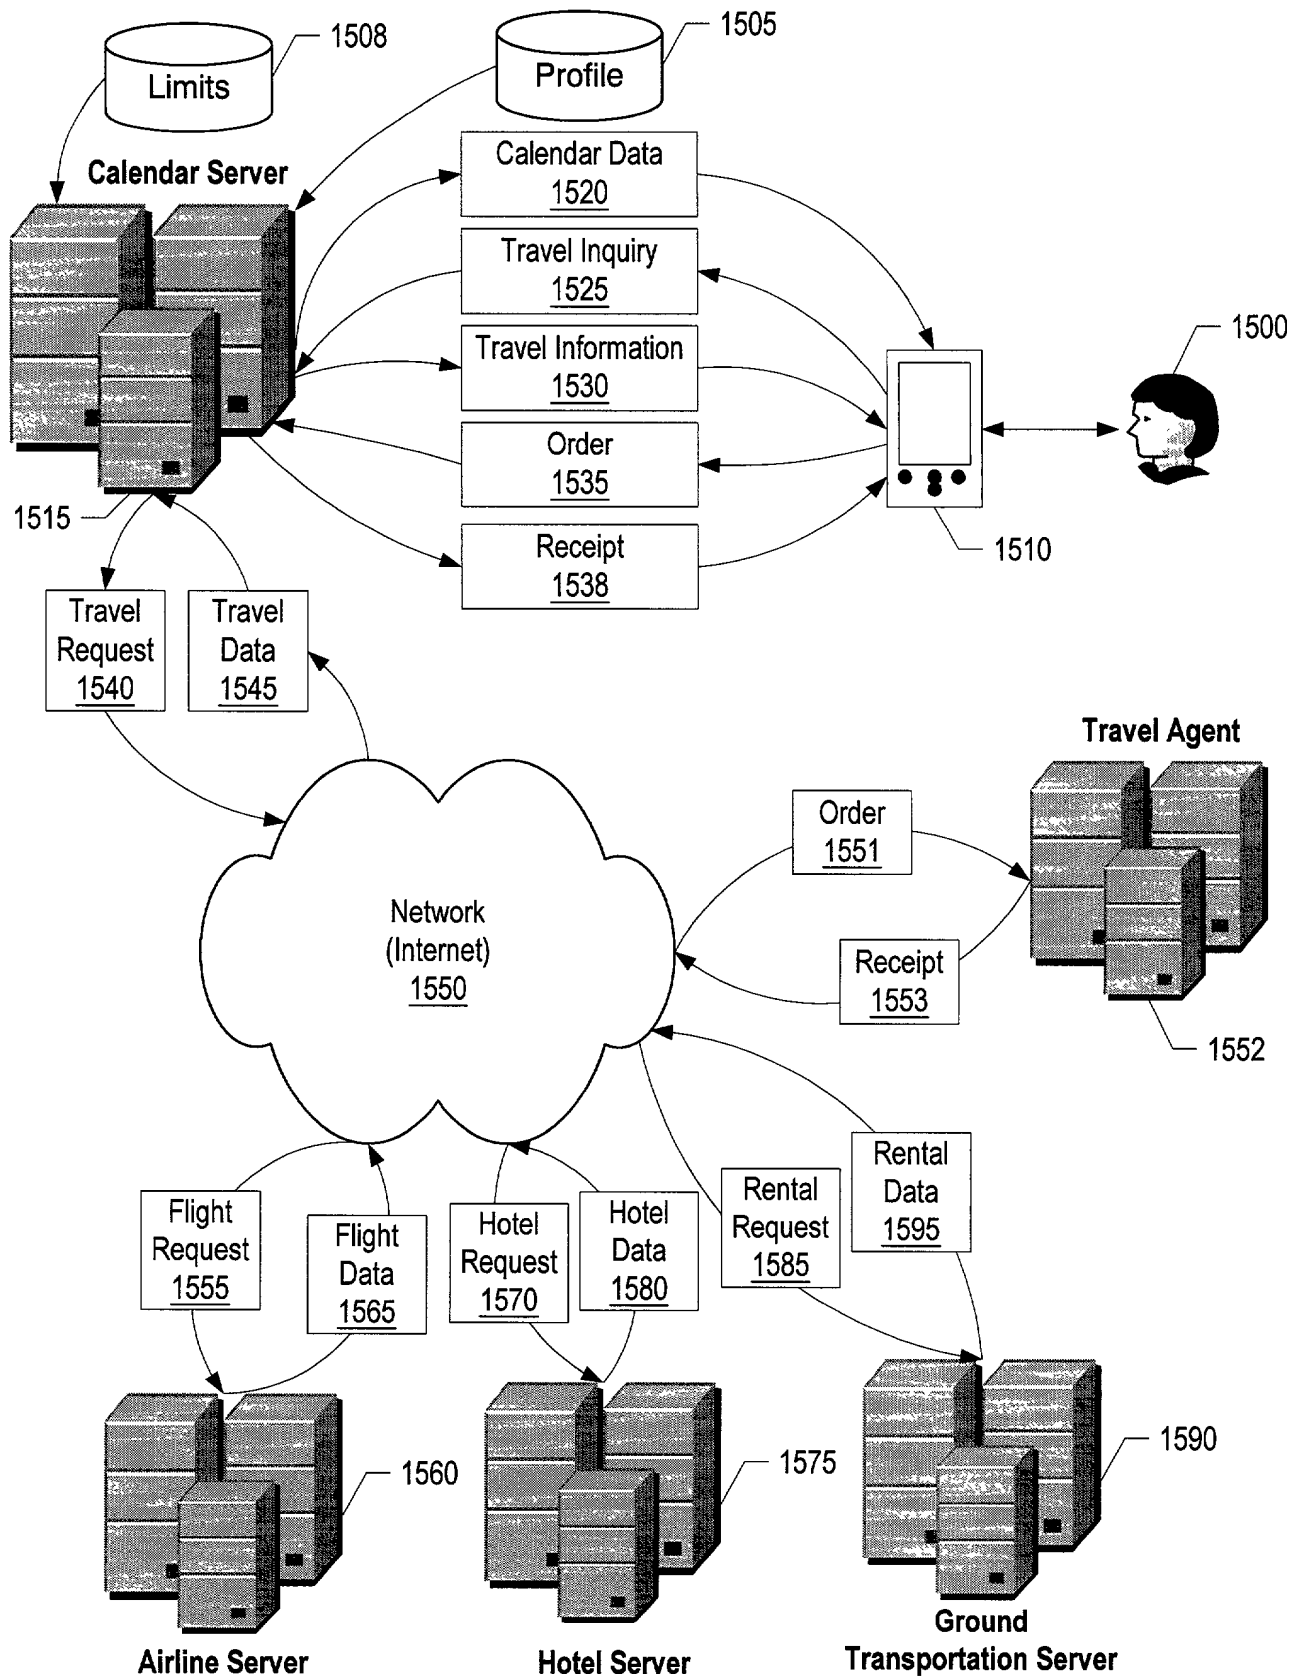 1508
1505
Limits
Profile
Calendar Server
Calendar Data
1520
Travel Inquiry
1525
Travel Information
1530
Order
1535
Receipt
1538
1500
1510
1515
Travel
Request
1540
Travel
Data
1545
Travel Agent
Order
1551
Network
(Internet)
1550
Receipt
1553
1552
Flight
Request
1555
Flight
Data
1565
Hotel
Request
1570
Hotel
Data
1580
Rental
Request
1585
Rental
Data
1595
1560
1575
1590
Airline Server
Hotel Server
Ground
Transportation Server